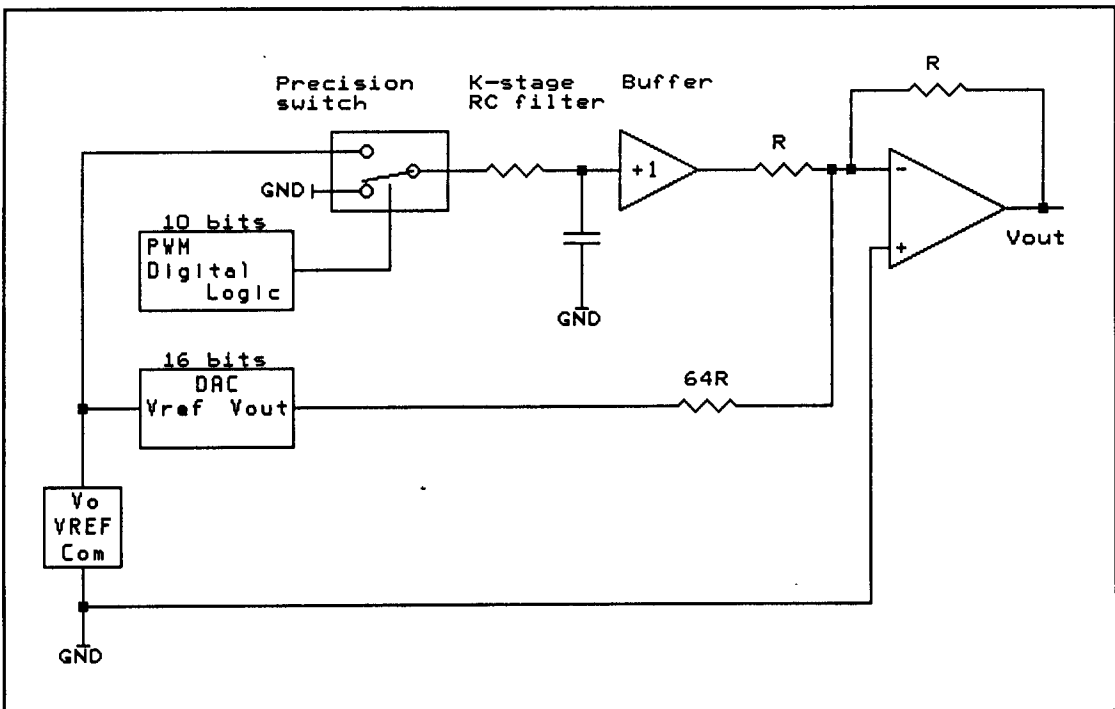 Precision
switch
K-stage
RC filter
Buffer
R
GND
+1
R
-
+
Vout
10 bits
PWM
Digital
Logic
GND
16 bits
DAC
Vref Vout
64R
Vo
VREF
Com
GND